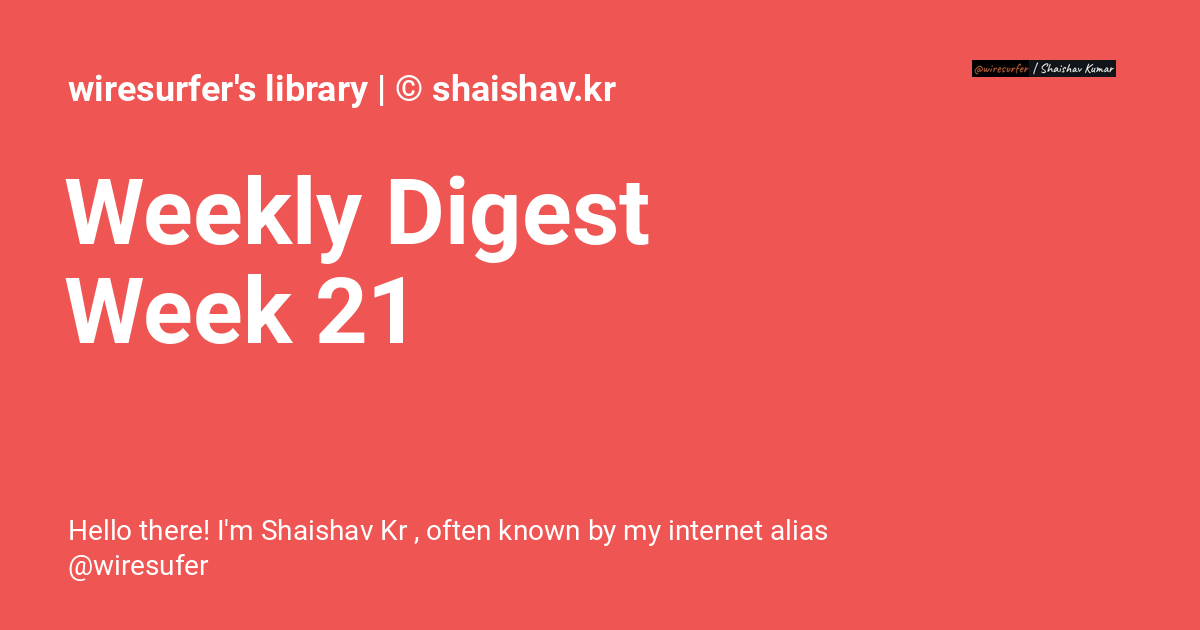 wiresurfer's library | © shaishav.kr
@wiresurfer | Shaishav Kumar
Weekly Digest
Week 21
Hello there! I'm Shaishav Kr , often known by my internet alias
@wiresufer